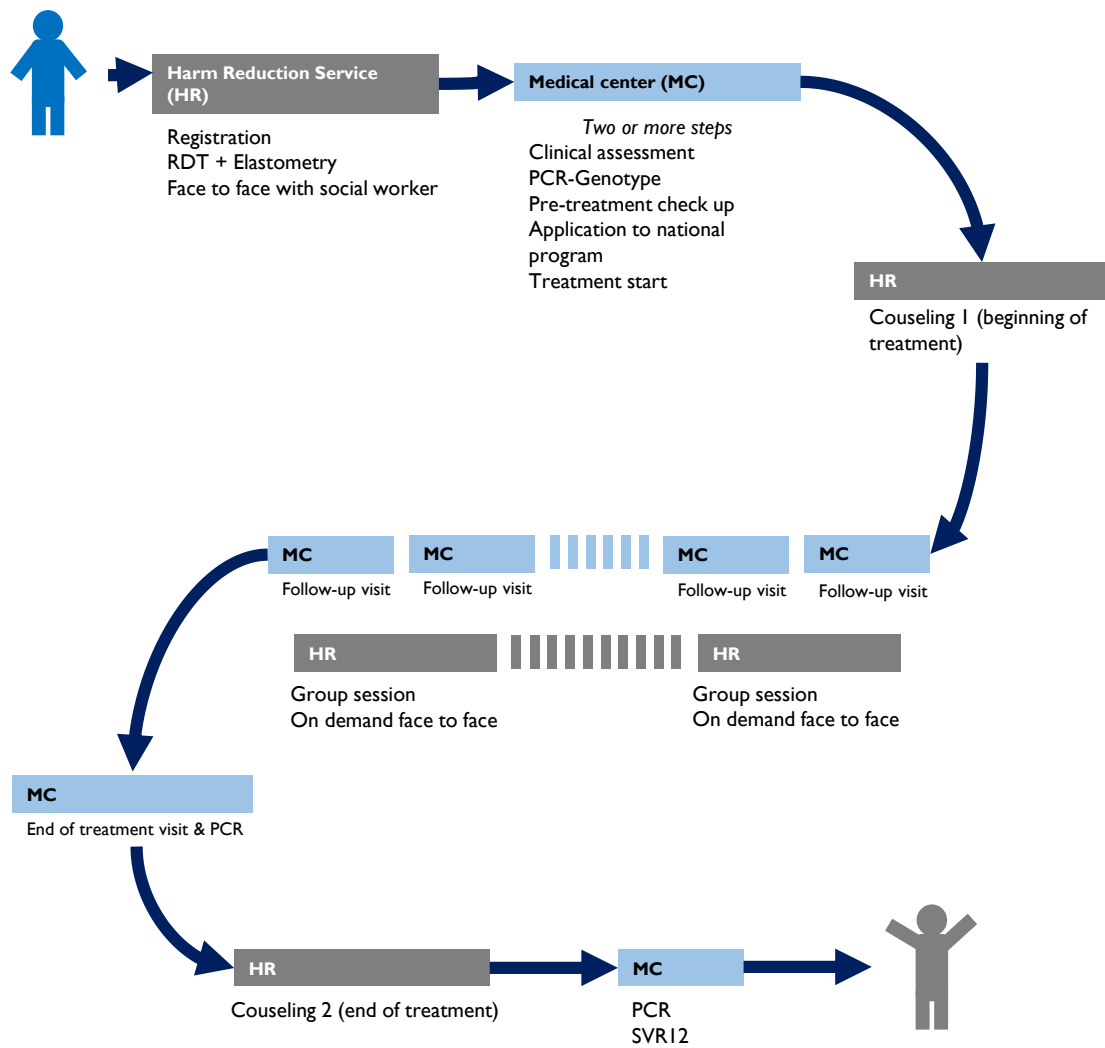 Harm Reduction Service
(HR)
Registration
RDT + Elastometry
Face to face with social worker
Medical center (MC)
Two or more steps
Clinical assessment
PCR-Genotype
Pre-treatment check up
Application to national
program
Treatment start
HR
Couseling 1 (beginning of
treatment)
MC
Follow-up visit
MC
Follow-up visit
MC
Follow-up visit
MC
Follow-up visit
HR
Group session
On demand face to face
HR
Group session
On demand face to face
MC
End of treatment visit & PCR
HR
Couseling 2 (end of treatment)
MC
PCR
SVR12